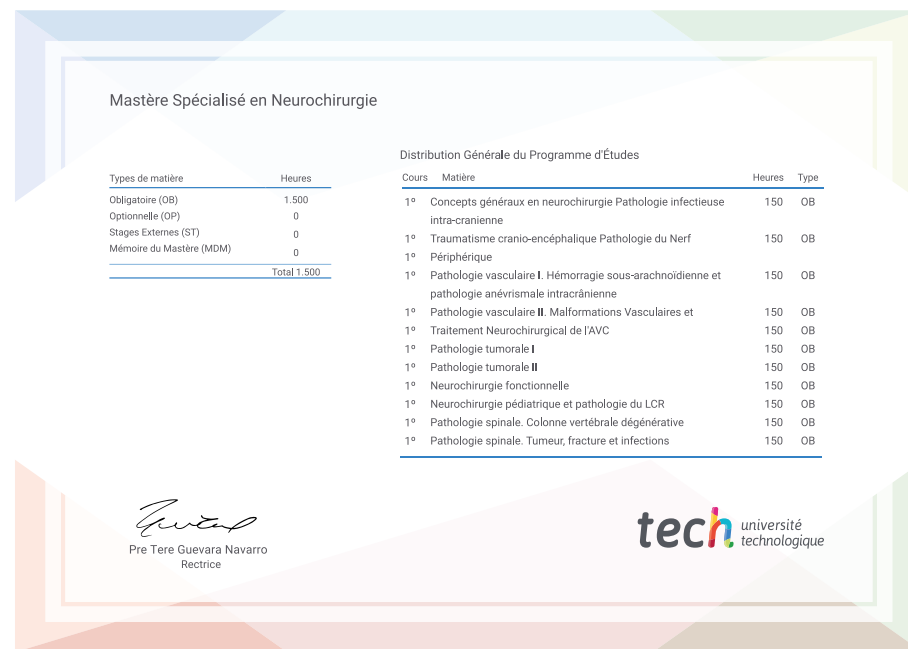 Mastère Spécialisé en Neurochirurgie
Types de matière Heures
Obligatoire (OB) 1.500
Optionnelle (OP) 0
Stages Externes (ST) 0
Mémoire du Mastère (MDM) 0
Total 1.500
Distribution Générale du Programme d'Études
Cours Matière Heures Type
1º Concepts généraux en neurochirurgie Pathologie infectieuse 150 OB
intra-cranienne
1º Traumatisme cranio-encéphalique Pathologie du Nerf 150 OB
1º Périphérique
1º Pathologie vasculaire I. Hémorragie sous-arachnoïdienne et 150 OB
pathologie anévrismale intracrânienne
1º Pathologie vasculaire II. Malformations Vasculaires et 150 OB
1º Traitement Neurochirurgical de l'AVC 150 OB
1º Pathologie tumorale I 150 OB
1º Pathologie tumorale II 150 OB
1º Neurochirurgie fonctionnelle 150 OB
1º Neurochirurgie pédiatrique et pathologie du LCR 150 OB
1º Pathologie spinale. Colonne vertébrale dégénérative 150 OB
1º Pathologie spinale. Tumeur, fracture et infections 150 OB
Pre Tere Guevara Navarro
Rectrice
tech université
technologique